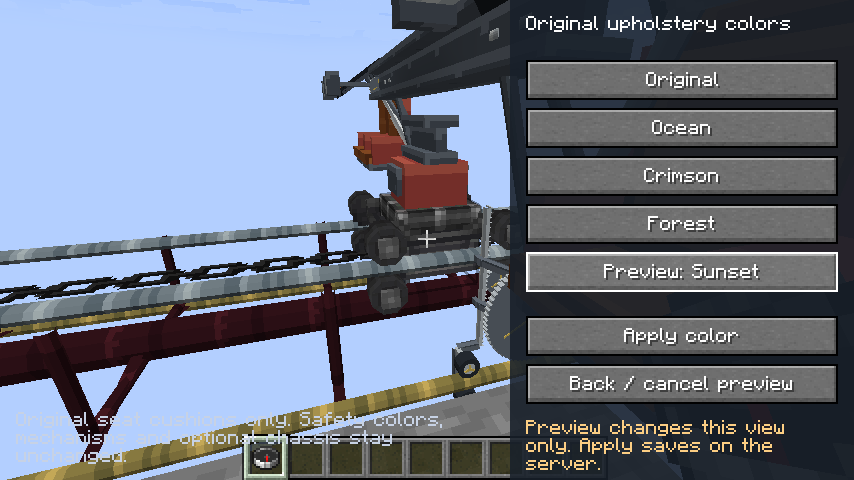 Original upholstery colors
Original
Ocean
Crimson
Forest
Preview: Sunset
Apply color
Back / cancel preview
Preview changes this view
only. Apply saves on the
server.
Original seat cushions only. Safety colors,
mechanisms and optional chassis stay
unchanged.